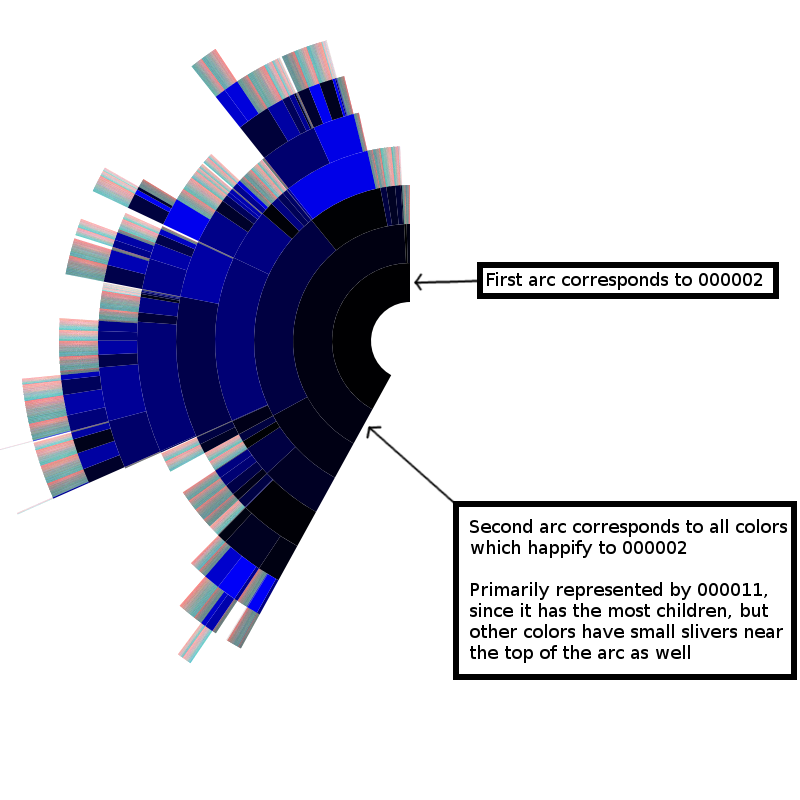 First arc corresponds to 000002
Second arc corresponds to all colors
which happify to 000002
Primarily represented by 000011,
since it has the most children, but
other colors have small slivers near
the top of the arc as well